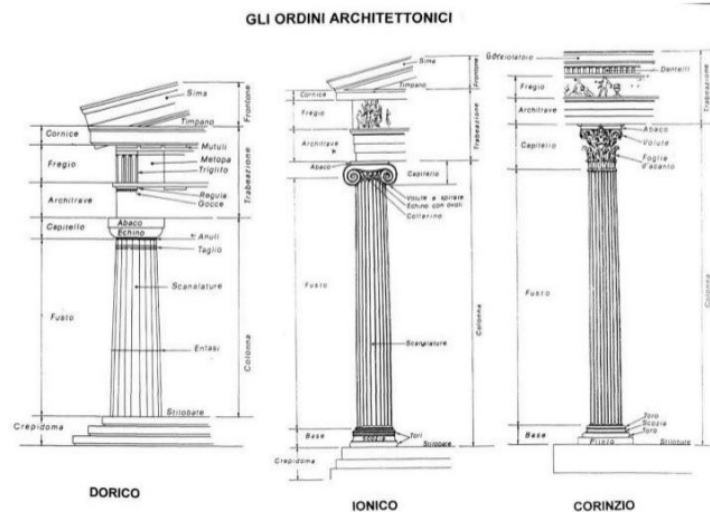 GLI ORDINI ARCHITETTONICI
Sima
Timpano
Frontone
Cornice
Mutuli
Fregio
Metopa
Triglifo
Trabeazione
Architrave
Regula
Gocce
Capitello
Abaco
Echino
Anuli
Taglio
Scanalature
Fusto
Entasi
Colonna
Stilobate
Crepidoma
DORICO
Sima
Timpano
Frontone
Cornice
Fregio
Trabeazione
Architrave
Abaco
Capitello
Volute a spirale
Echino con ovoli
Collarino
Fusto
Scanalature
Colonna
Base
Tori
Scozia
Stilobate
Crepidoma
IONICO
Dentelli
Fregio
Trabeazione
Architrave
Capitello
Abaco
Volute
Foglie
d'acanto
Fusto
Colonna
Base
Toro
Scozia
Toro
Plinto
Stilobate
CORINZIO